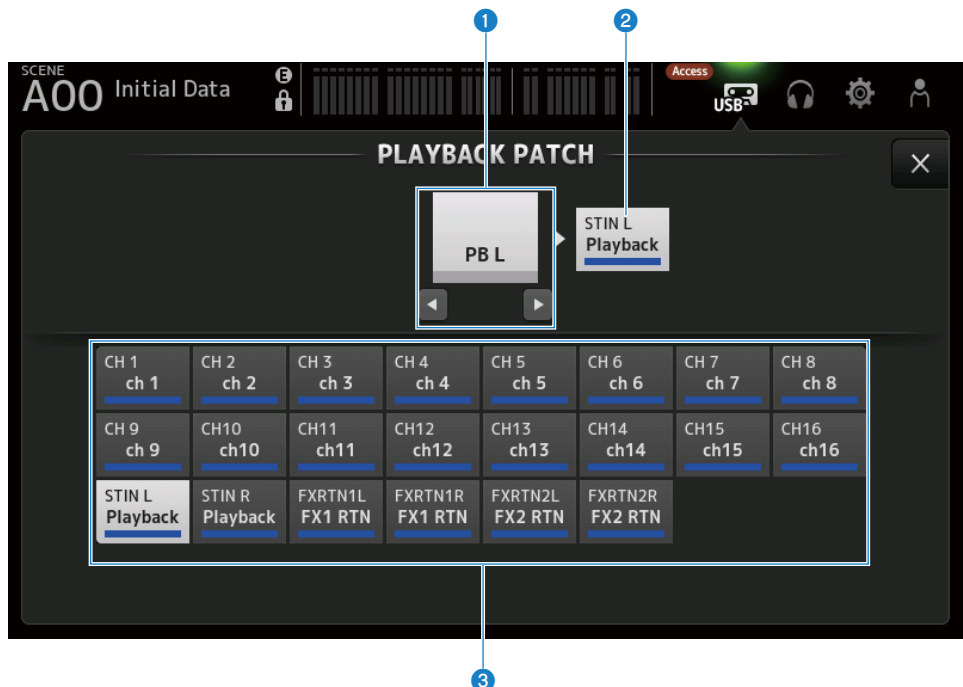 1 2
SCENE
A00 Initial Data E
Access
USB
PLAYBACK PATCH
PB L
STIN L
Playback
CH 1 CH 2 CH 3 CH 4 CH 5 CH 6 CH 7 CH 8
ch 1 ch 2 ch 3 ch 4 ch 5 ch 6 ch 7 ch 8
CH 9 CH10 CH11 CH12 CH13 CH14 CH15 CH16
ch 9 ch10 ch11 ch12 ch13 ch14 ch15 ch16
STIN L STIN R FXRTN1L FXRTN1R FXRTN2L FXRTN2R
Playback Playback FX1 RTN FX1 RTN FX2 RTN FX2 RTN
3